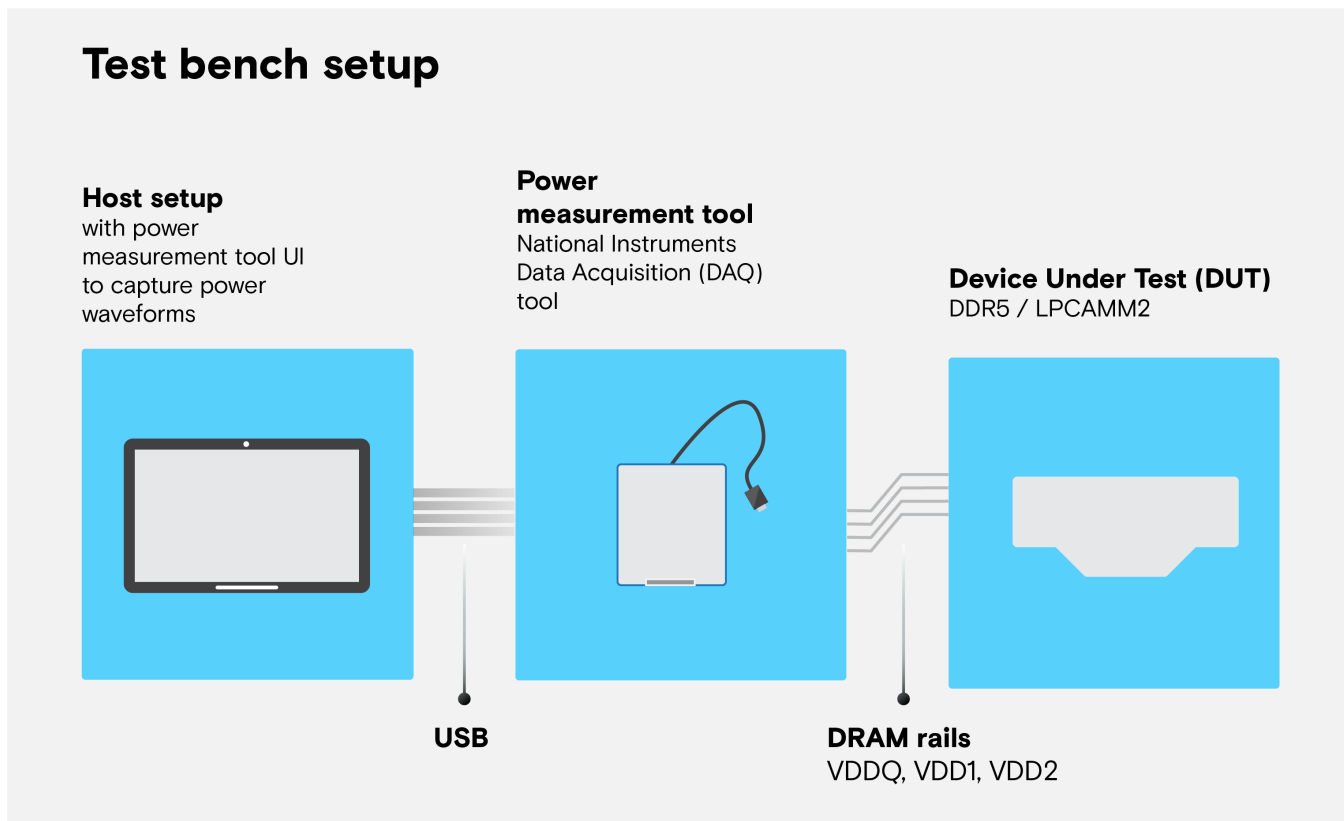 Test bench setup
Host setup
with power
measurement tool UI
to capture power
waveforms
Power
measurement tool
National Instruments
Data Acquisition (DAQ)
tool
Device Under Test (DUT)
DDR5 / LPCAMM2
USB
DRAM rails
VDDQ, VDD1, VDD2